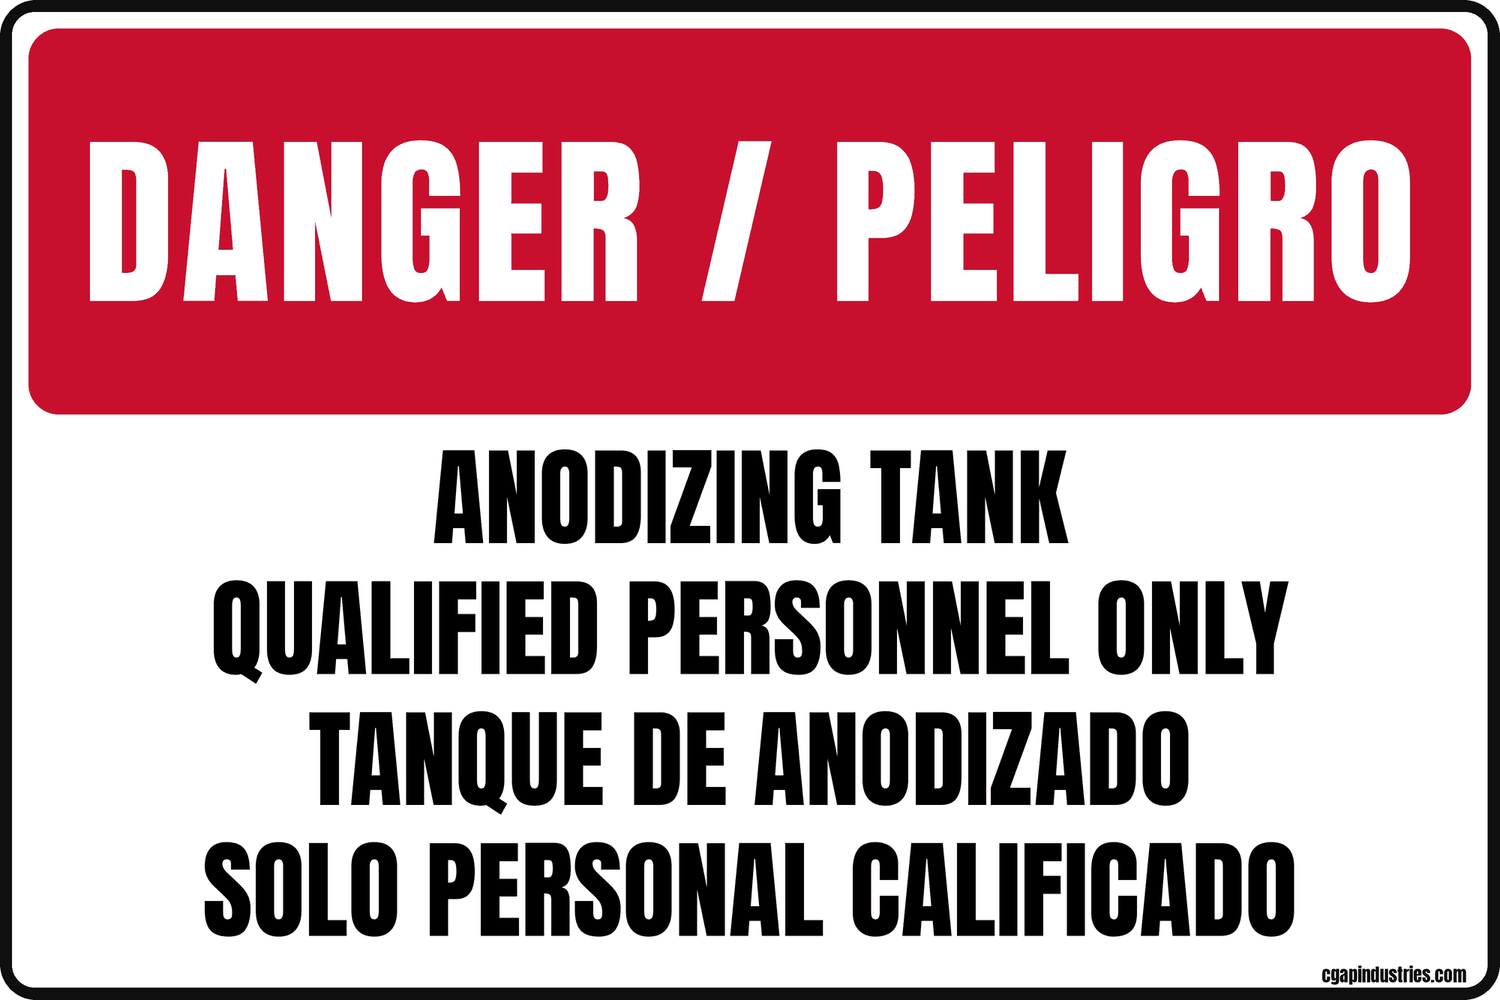 DANGER / PELIGRO
ANODIZING TANK
QUALIFIED PERSONNEL ONLY
TANQUE DE ANODIZADO
SOLO PERSONAL CALIFICADO
cgapindustries.com